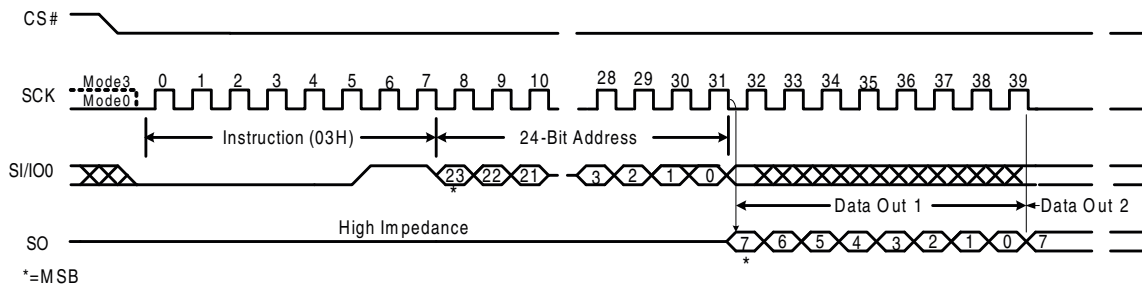 CS#
SCK
Mode3
Mode0
0 1 2 3 4 5 6 7 8 9 10 28 29 30 31 32 33 34 35 36 37 38 39
Instruction (03H)
24-Bit Address
SI/IO0
23 22 21 3 2 1 0
*
Data Out 1
Data Out 2
High Impedance
SO
7 6 5 4 3 2 1 0 7
*
*=MSB